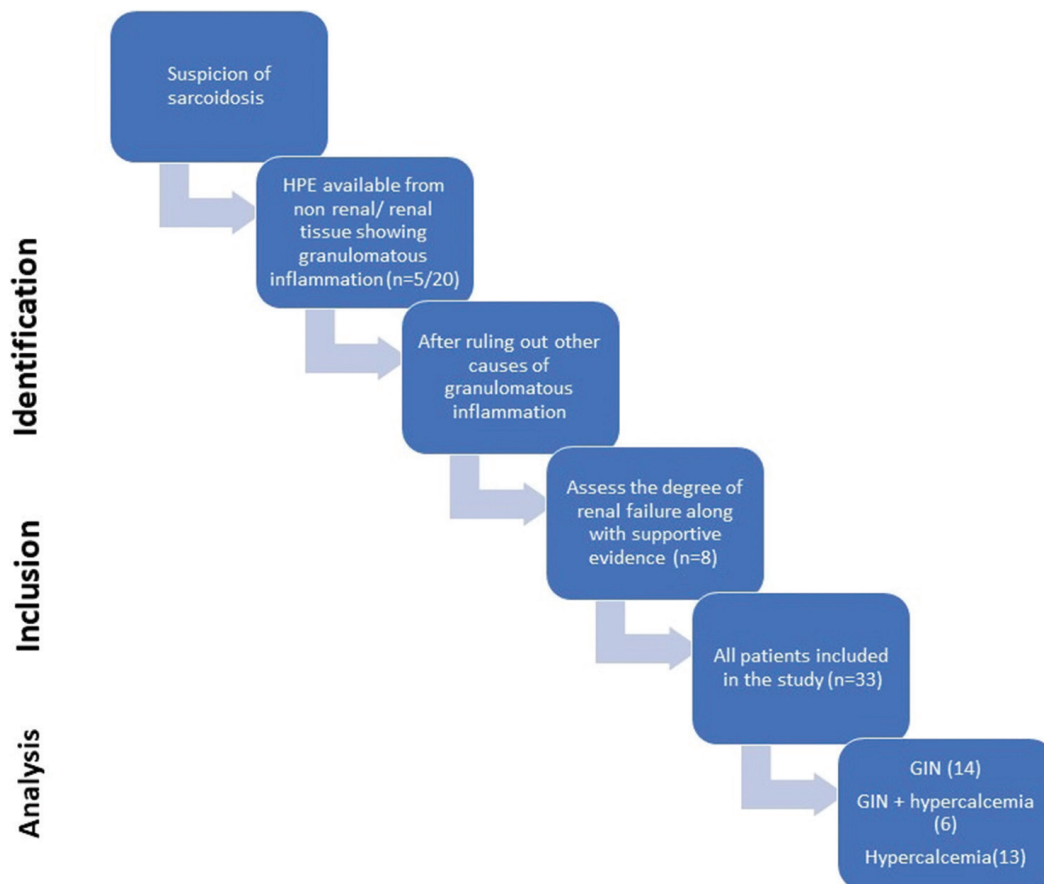 Suspicion of
sarcoidosis
HPE available from
non renal/ renal
tissue showing
granulomatous
inflammation (n=5/20)
After ruling out other
causes of
granulomatous
inflammation
Assess the degree of
renal failure along
with supportive
evidence (n=8)
All patients included
in the study (n=33)
GIN (14)
GIN + hypercalcemia
(6)
Hypercalcemia(13)
Identification
Inclusion
Analysis